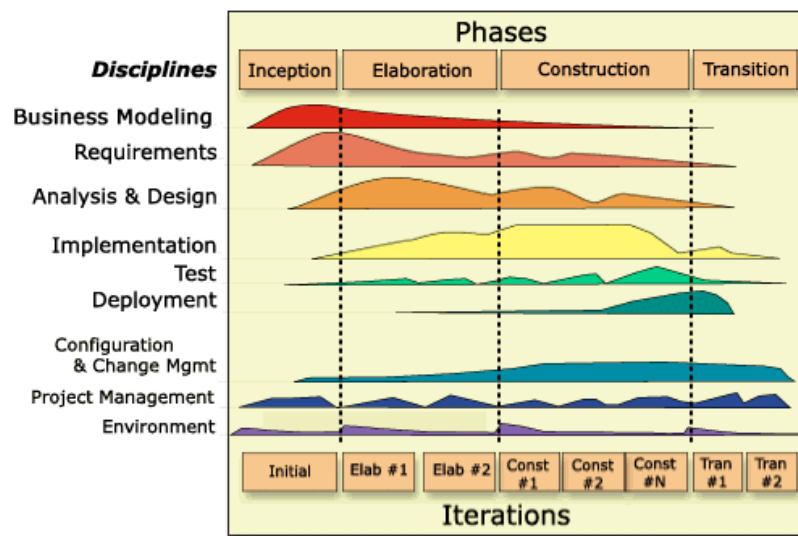 Phases
Disciplines
Inception
Elaboration
Construction
Transition
Business Modeling
Requirements
Analysis & Design
Implementation
Test
Deployment
Configuration
& Change Mgmt
Project Management
Environment
Initial
Elab #1
Elab #2
Const
#1
Const
#2
Const
#N
Tran
#1
Tran
#2
Iterations